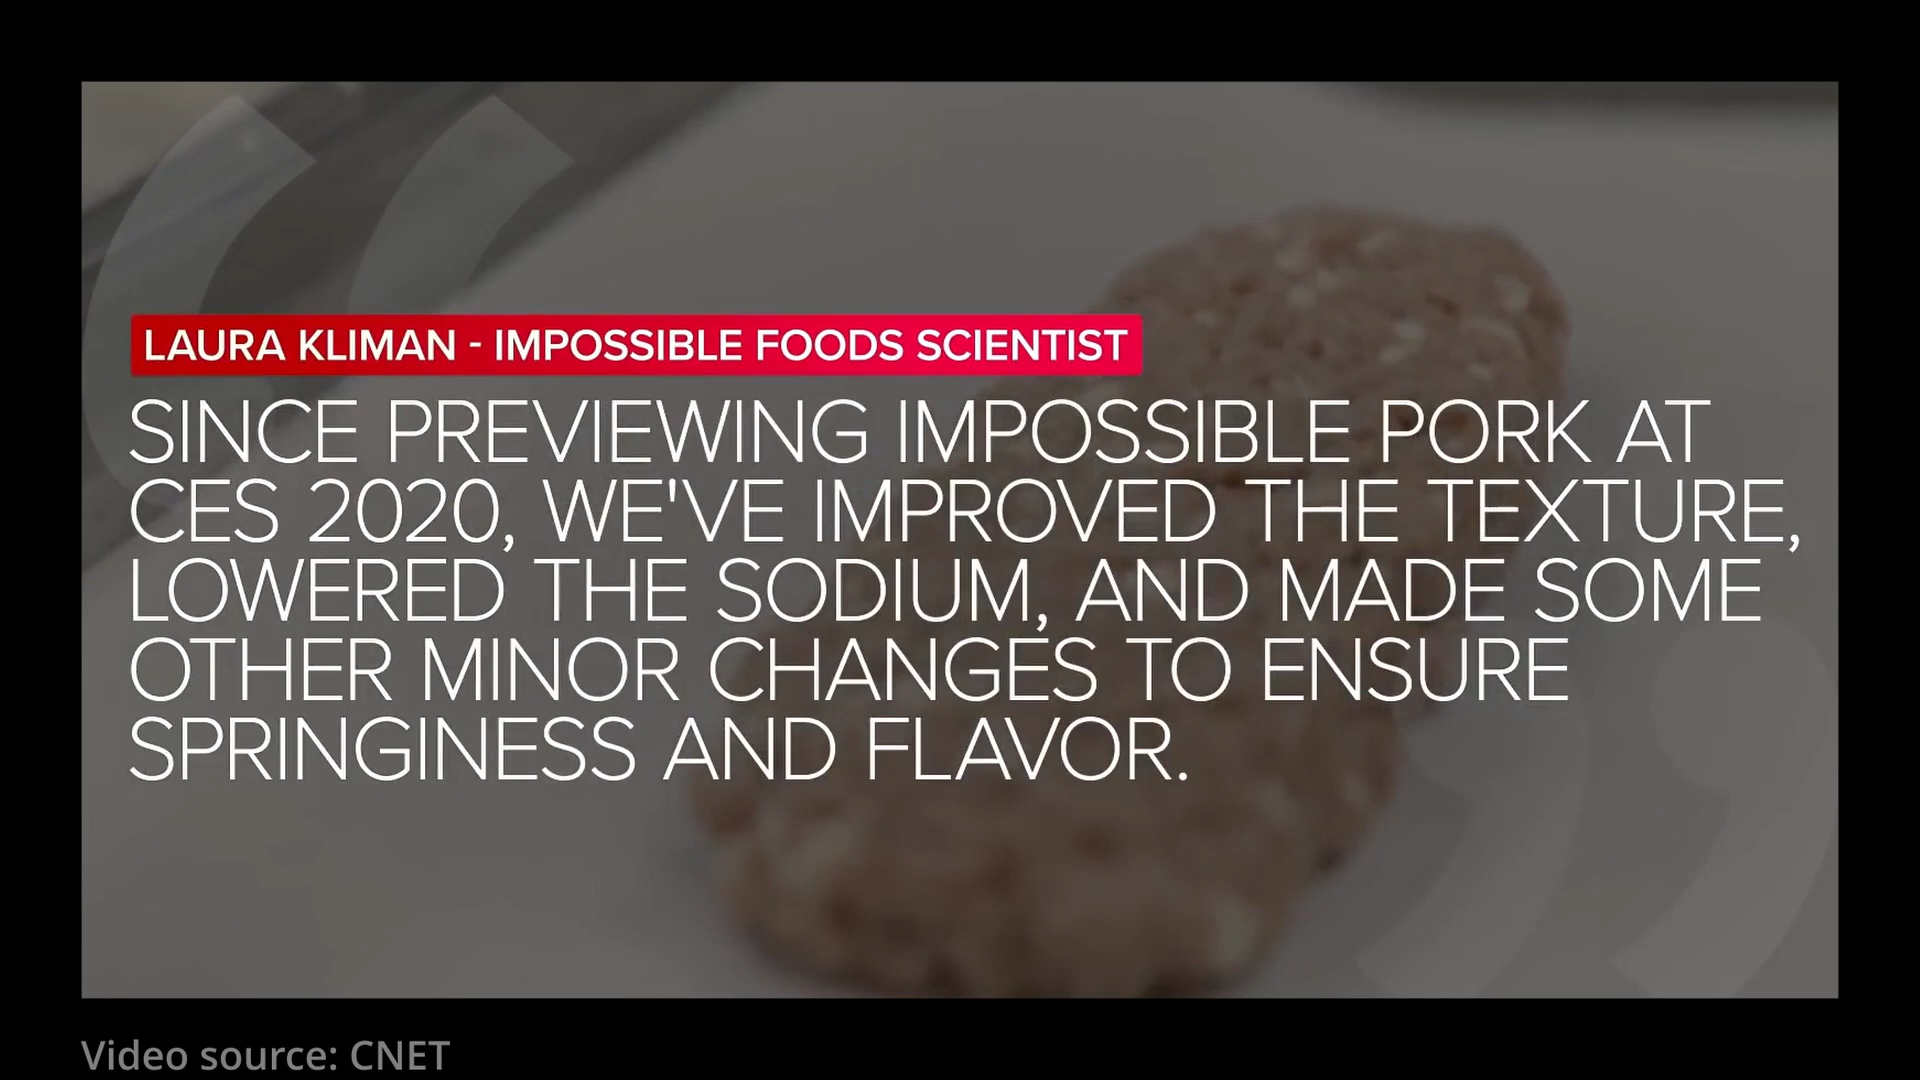 LAURA KLIMAN - IMPOSSIBLE FOODS SCIENTIST
SINCE PREVIEWING IMPOSSIBLE PORK AT
CES 2020, WE'VE IMPROVED THE TEXTURE,
LOWERED THE SODIUM, AND MADE SOME
OTHER MINOR CHANGES TO ENSURE
SPRINGINESS AND FLAVOR.
Video source: CNET